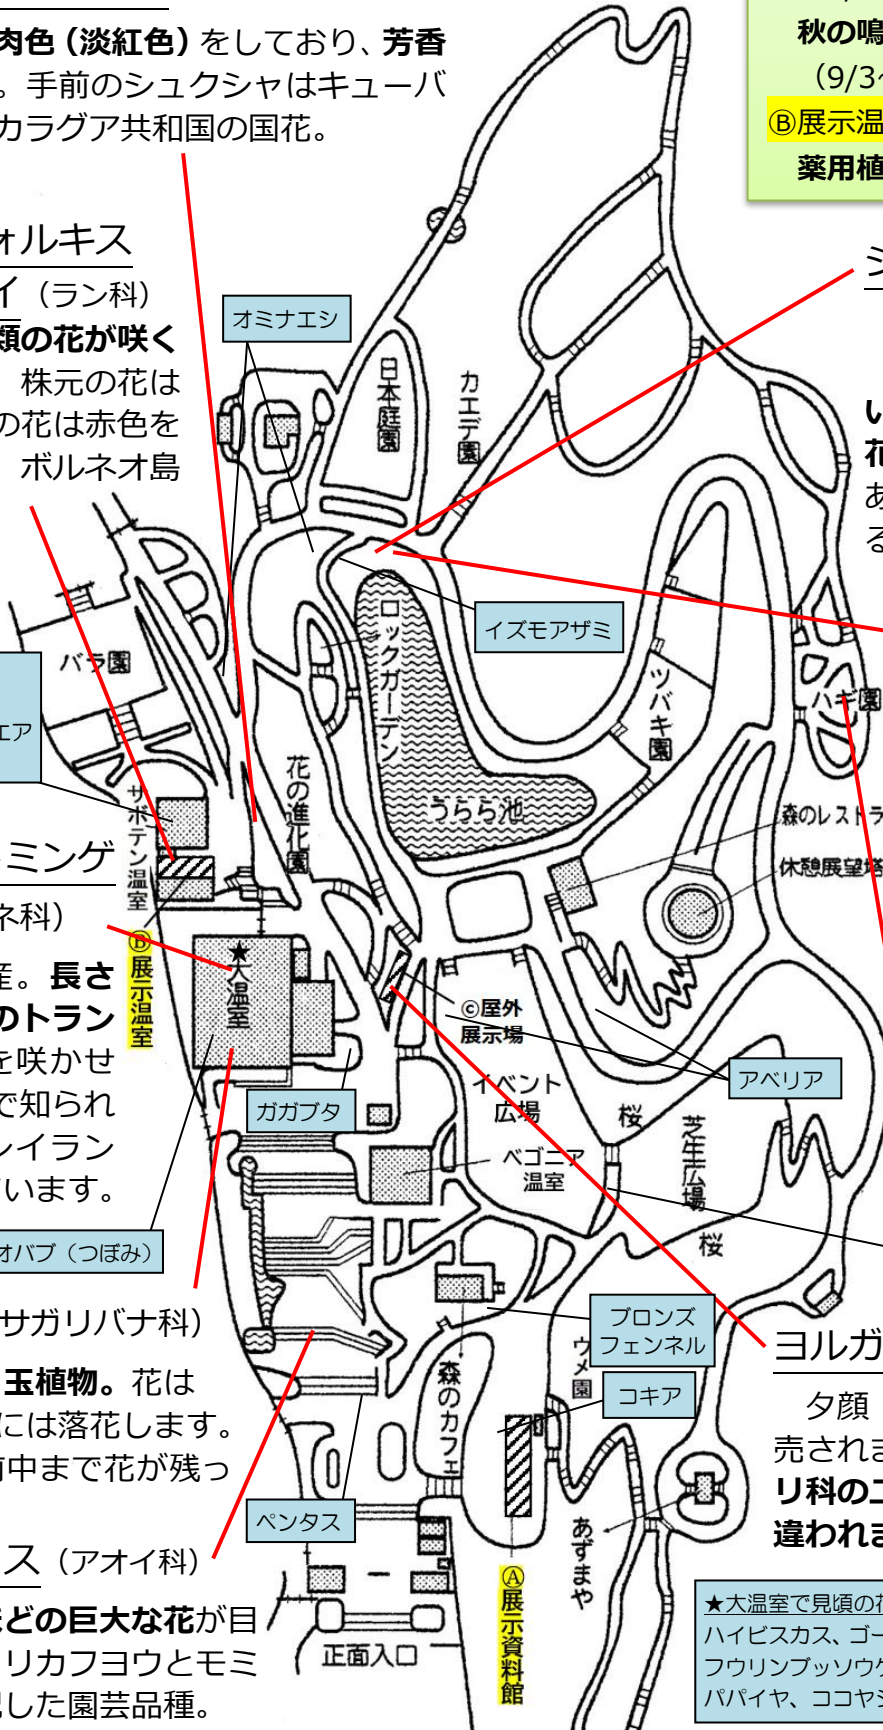 肉色（淡紅色）をしており、芳香
。手前のシュクシャはキューバ
カラグア共和国の国花。
ォルキス
イ（ラン科）
類の花が咲く
株元の花は
の花は赤色を
ボルネオ島
エア
ミンゲ
ネ科）
産。長さ
のトラン
を咲かせ
で知られ
ンイラン
ています。
オバブ（つぼみ）
サガリバナ科）
玉植物。花は
には落花します。
前中まで花が残っ
ス（アオイ科）
ほどの巨大な花が目
リカフヨウとモミ
配した園芸品種。
秋の鳴
（9/3
Ⓑ展示温
薬用植
シ
い
花
あ
る
オミナエシ
日本庭園
カエデ園
イズモアザミ
ロックガーデン
バラ園
ツバキ園
ハギ園
花の進化園
うらら池
サボテン温室
森のレストラ
休憩展望塔
Ⓑ展示温室
★大温室
Ⓒ屋外
展示場
イベント
広場
アベリア
ガガブタ
桜
芝生広場
ベゴニア
温室
桜
ブロンズ
フェンネル
ウメ園
コキア
森のカフェ
ペンタス
あずまや
Ⓐ展示資料館
正面入口
ヨルガ
夕顔
売されま
リ科のユ
違われま
★大温室で見頃の花
ハイビスカス、ゴー
フウリンブッソウゲ
パパイヤ、ココヤシ